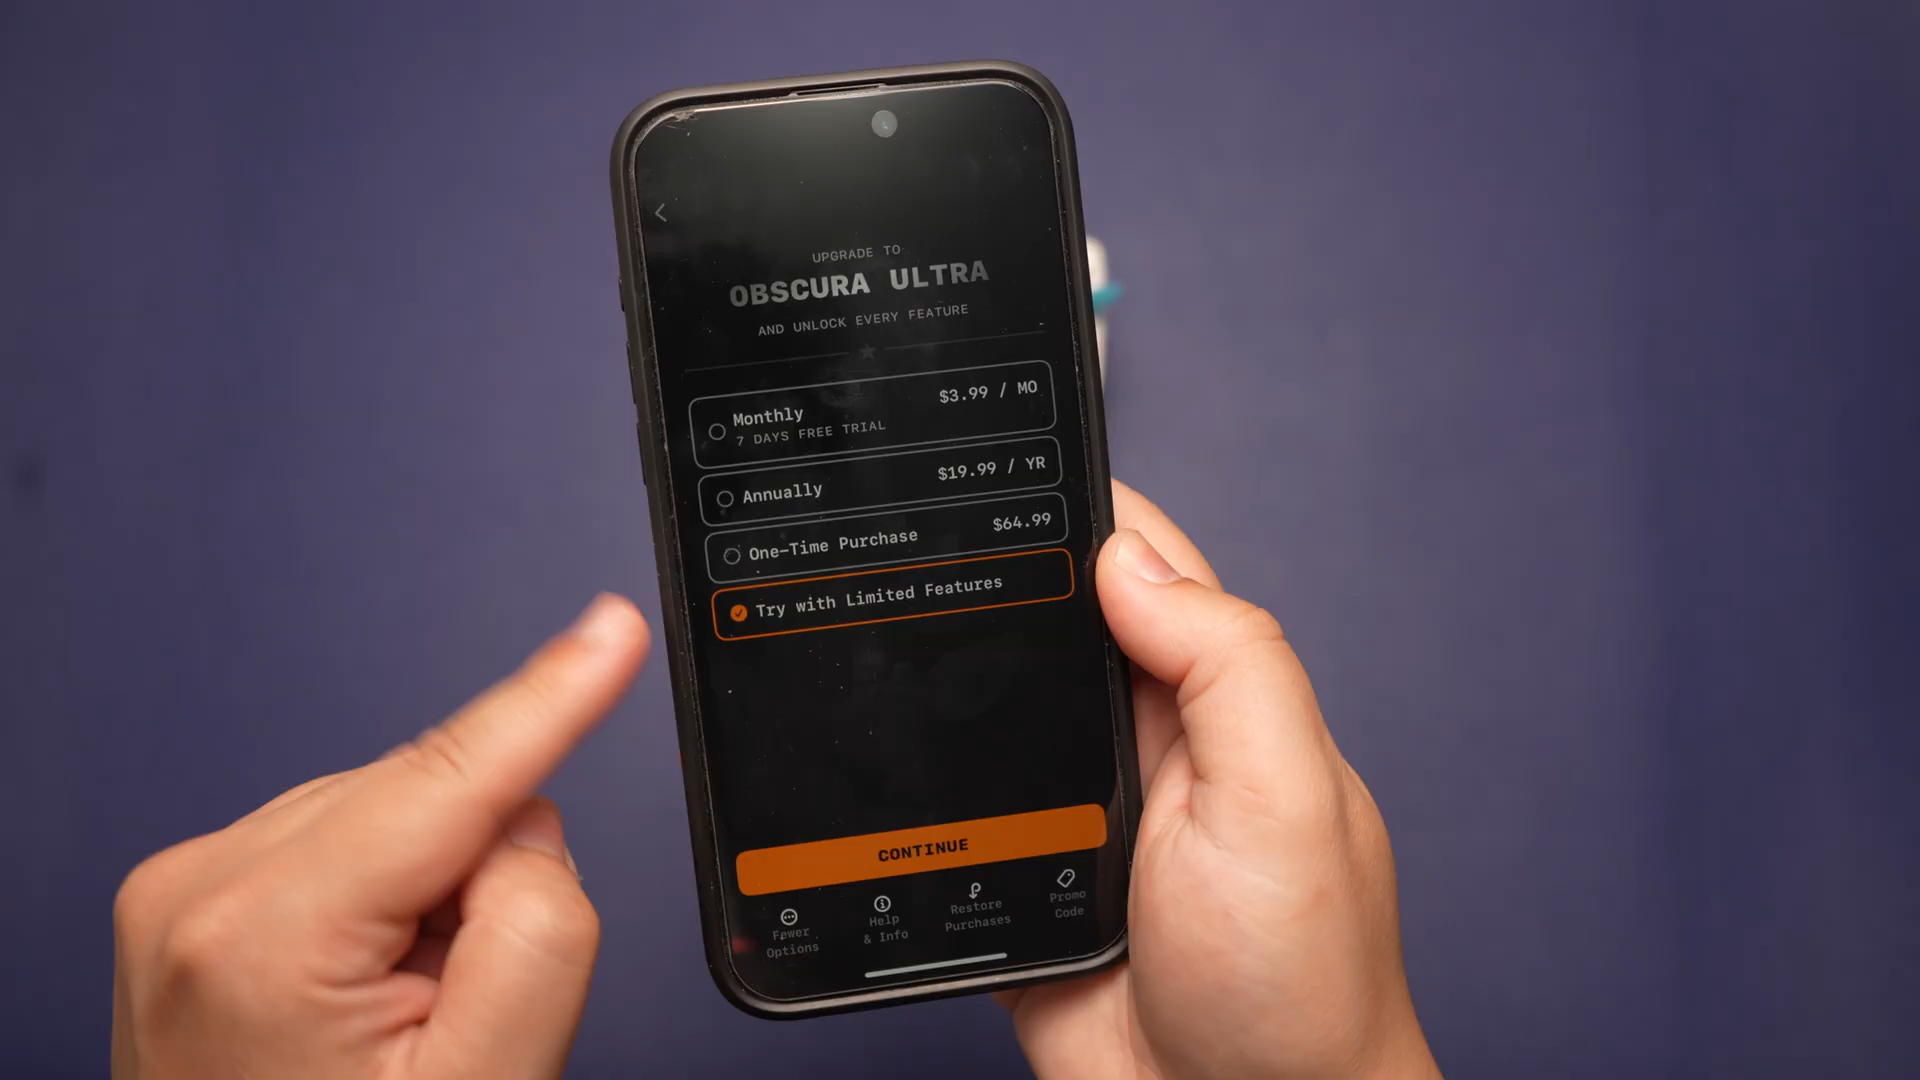 UPGRADE TO
OBSCURA ULTRA
AND UNLOCK EVERY FEATURE
Monthly
$3.99 / MO
7 DAYS FREE TRIAL
Annually
$19.99 / YR
One-Time Purchase
$64.99
Try with Limited Features
CONTINUE
Fewer
Options
Help
& Info
Restore
Purchases
Promo
Code